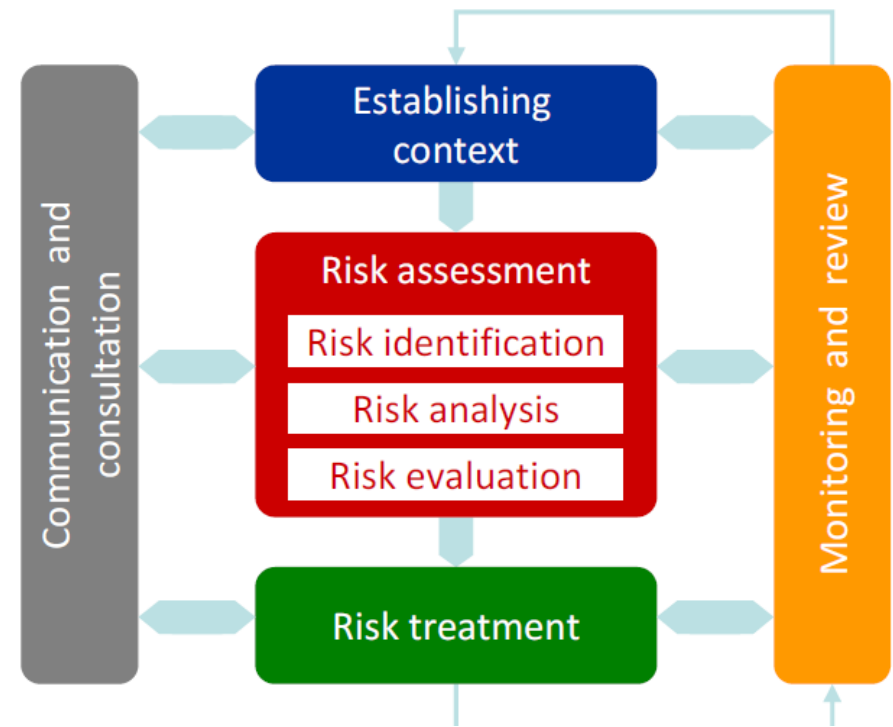 Communication and
consultation
Establishing
context
Risk assessment
Risk identification
Risk analysis
Risk evaluation
Risk treatment
Monitoring and review